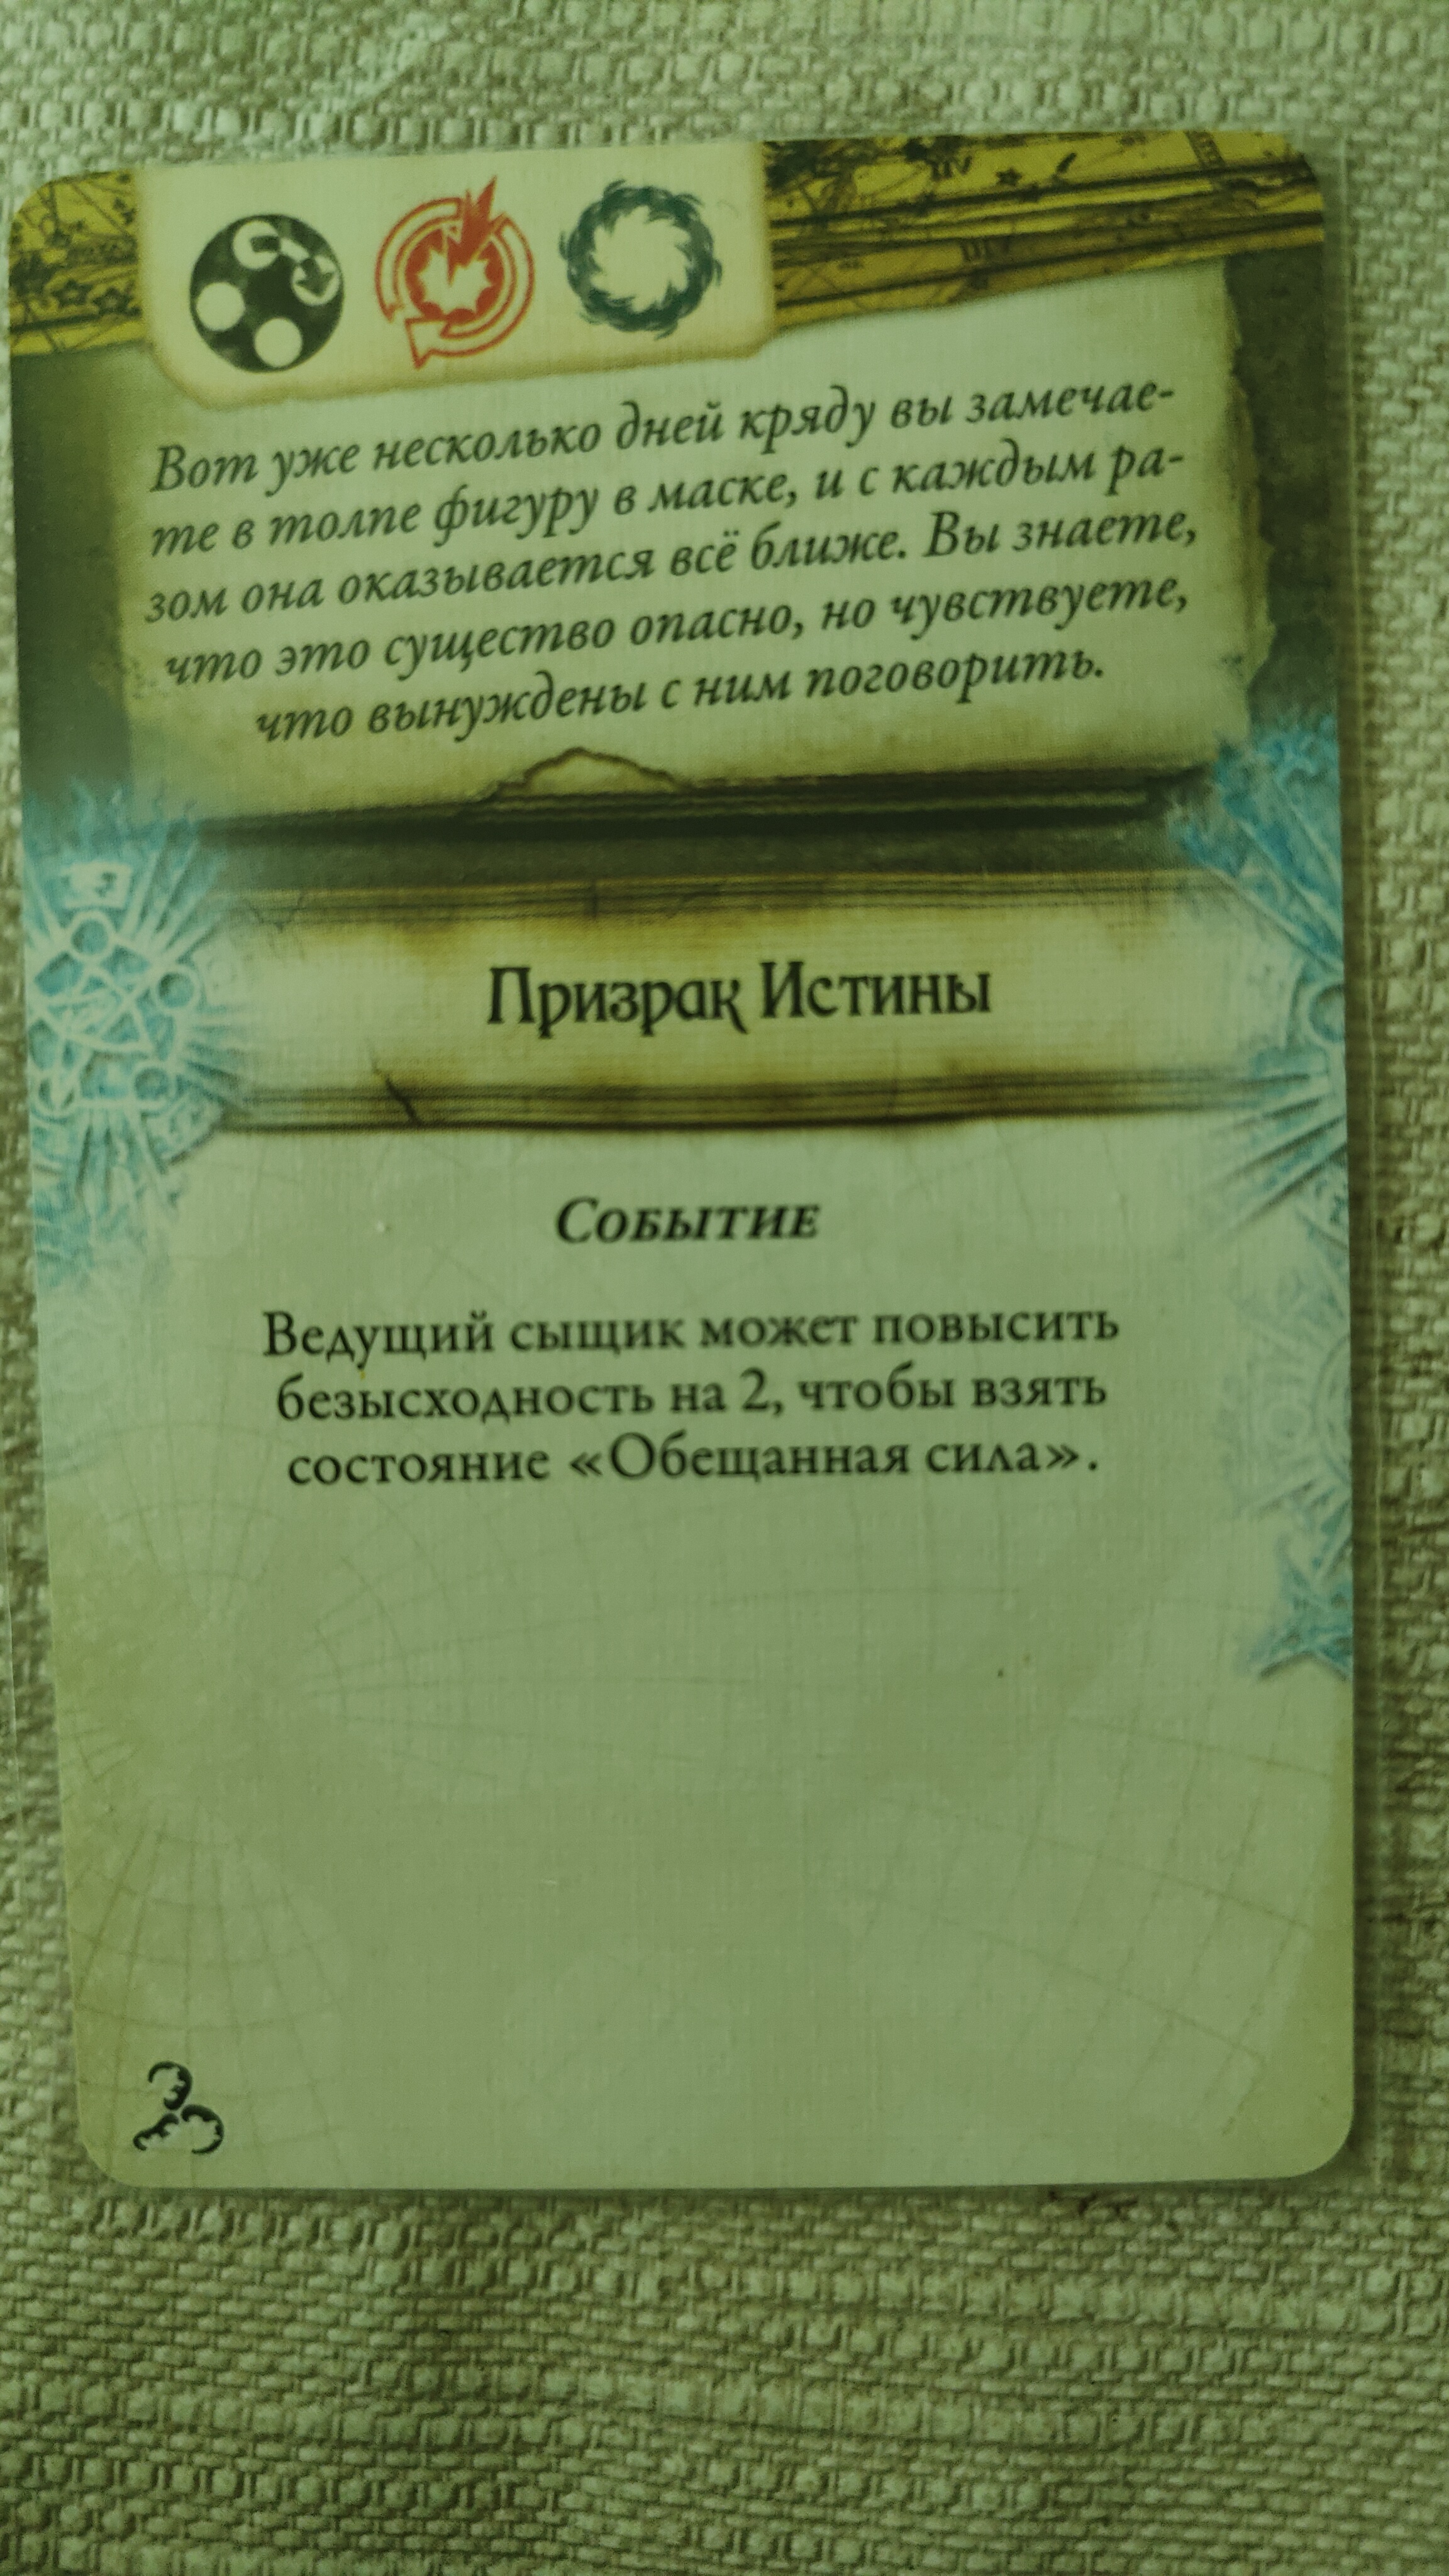 Вот уже несколько дней кряду вы замечае-
те в толпе фигуру в маске, и с каждым ра-
зом она оказывается всё ближе. Вы знаете,
что это существо опасно, но чувствуете,
что вынуждены с ним поговорить.
Призрак Истины
Событие
Ведущий сыщик может повысить
безысходность на 2, чтобы взять
состояние «Обещанная сила».